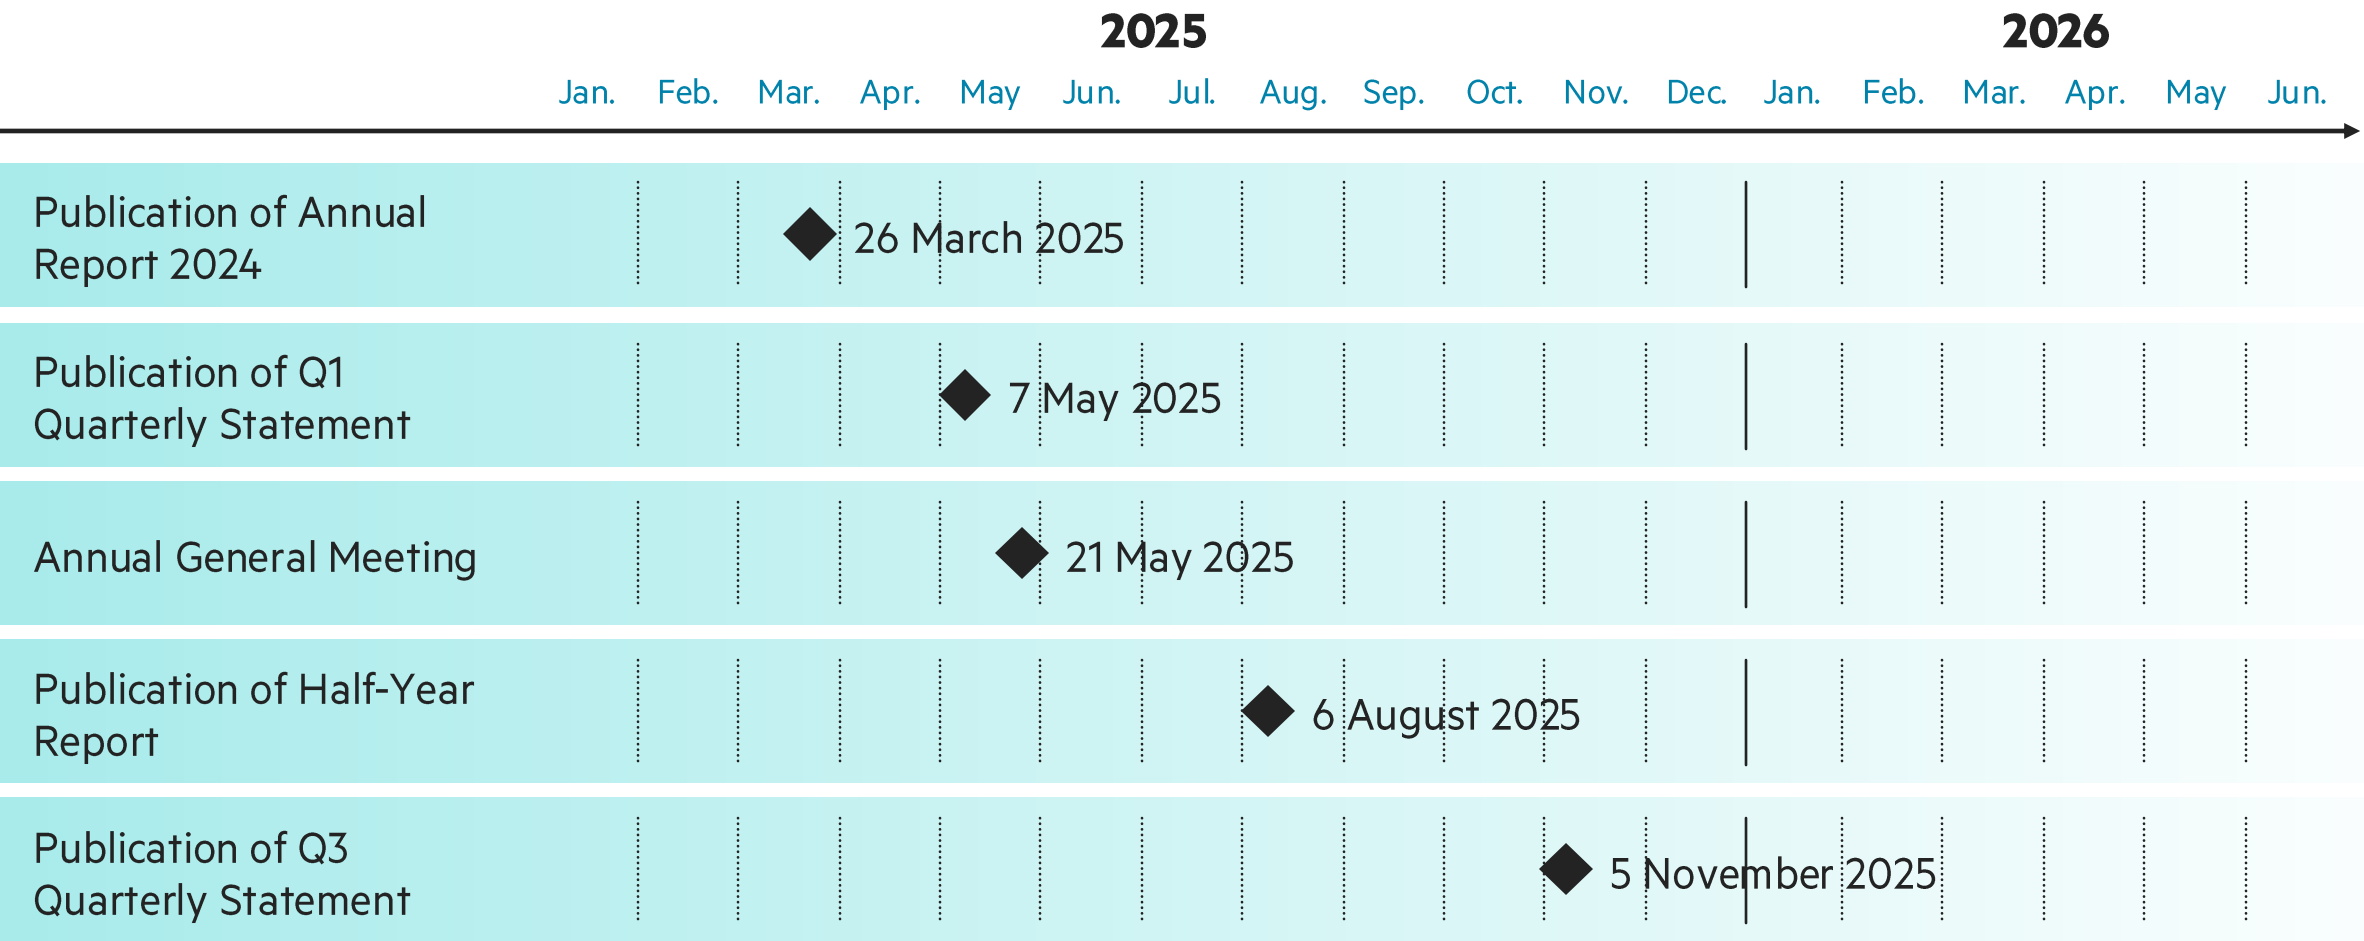 2025 2026
Jan. Feb. Mar. Apr. May Jun. Jul. Aug. Sep. Oct. Nov. Dec. Jan. Feb. Mar. Apr. May Jun.
Publication of Annual
Report 2024
26 March 2025
Publication of Q1
Quarterly Statement
7 May 2025
Annual General Meeting
21 May 2025
Publication of Half-Year
Report
6 August 2025
Publication of Q3
Quarterly Statement
5 November 2025